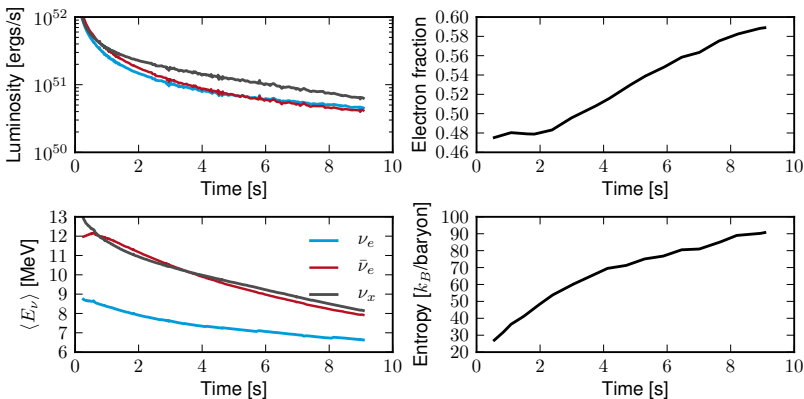 Luminosity [ergs/s]
10^52
10^51
10^50
0 2 4 6 8 10
Time [s]
Electron fraction
0.60
0.58
0.56
0.54
0.52
0.50
0.48
0.46
0 2 4 6 8 10
Time [s]
⟨E_ν⟩ [MeV]
13
12
11
10
9
8
7
6
ν_e
ν̄_e
ν_x
0 2 4 6 8 10
Time [s]
Entropy [k_B/baryon]
100
90
80
70
60
50
40
30
20
0 2 4 6 8 10
Time [s]